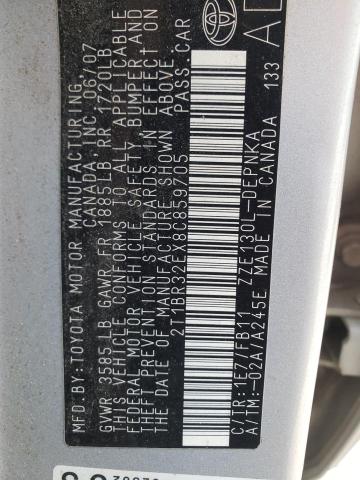 MFD.BY:TOYOTA MOTOR MANUFACTURING
CANADA,INC. 06/07
GVWR 3585LB GAWR FR 1885LB RR 1720LB
THIS VEHICLE CONFORMS TO ALL APPLICABLE
FEDERAL MOTOR VEHICLE SAFETY, BUMPER, AND
THEFT PREVENTION STANDARDS IN EFFECT ON
THE DATE OF MANUFACTURE SHOWN ABOVE.
2T1BR32EX8C859705 PASS.CAR
C/TR:1E7/FB11 ZZE130L-DEPNKA
A/TM:-02A/A245E MADE IN CANADA 133